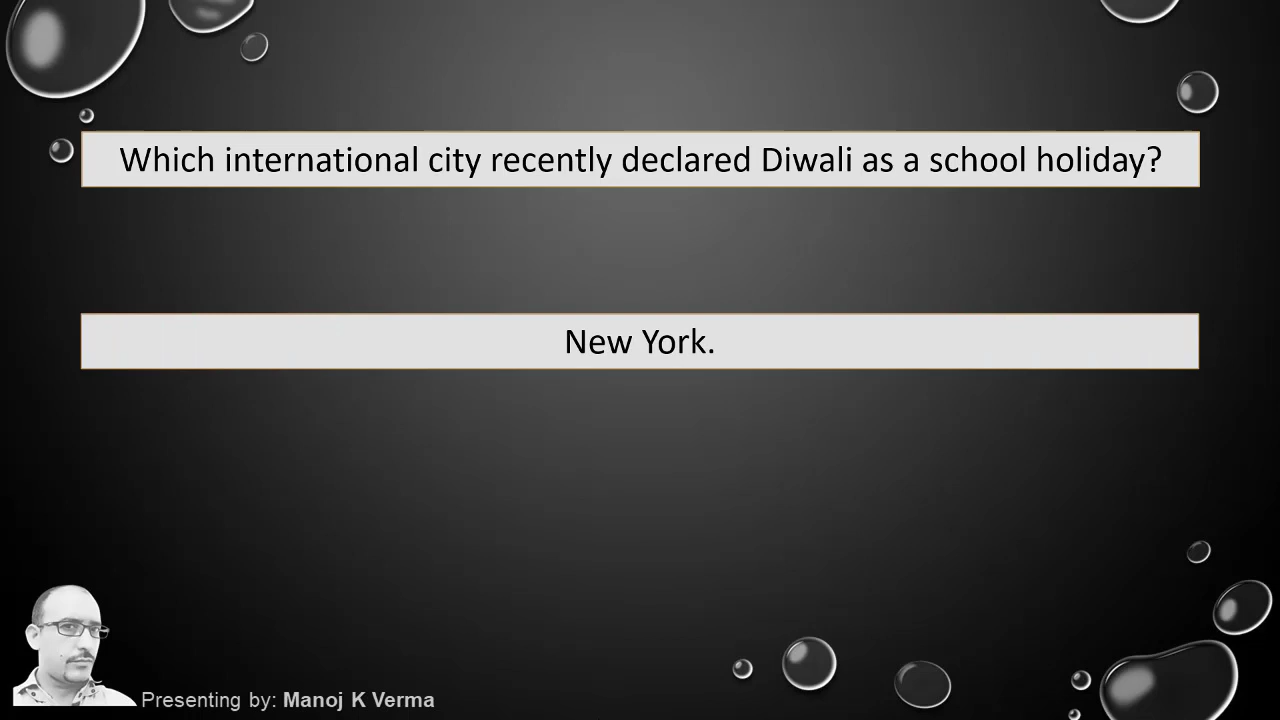 Which international city recently declared Diwali as a school holiday?
New York.
Presenting by: Manoj K Verma